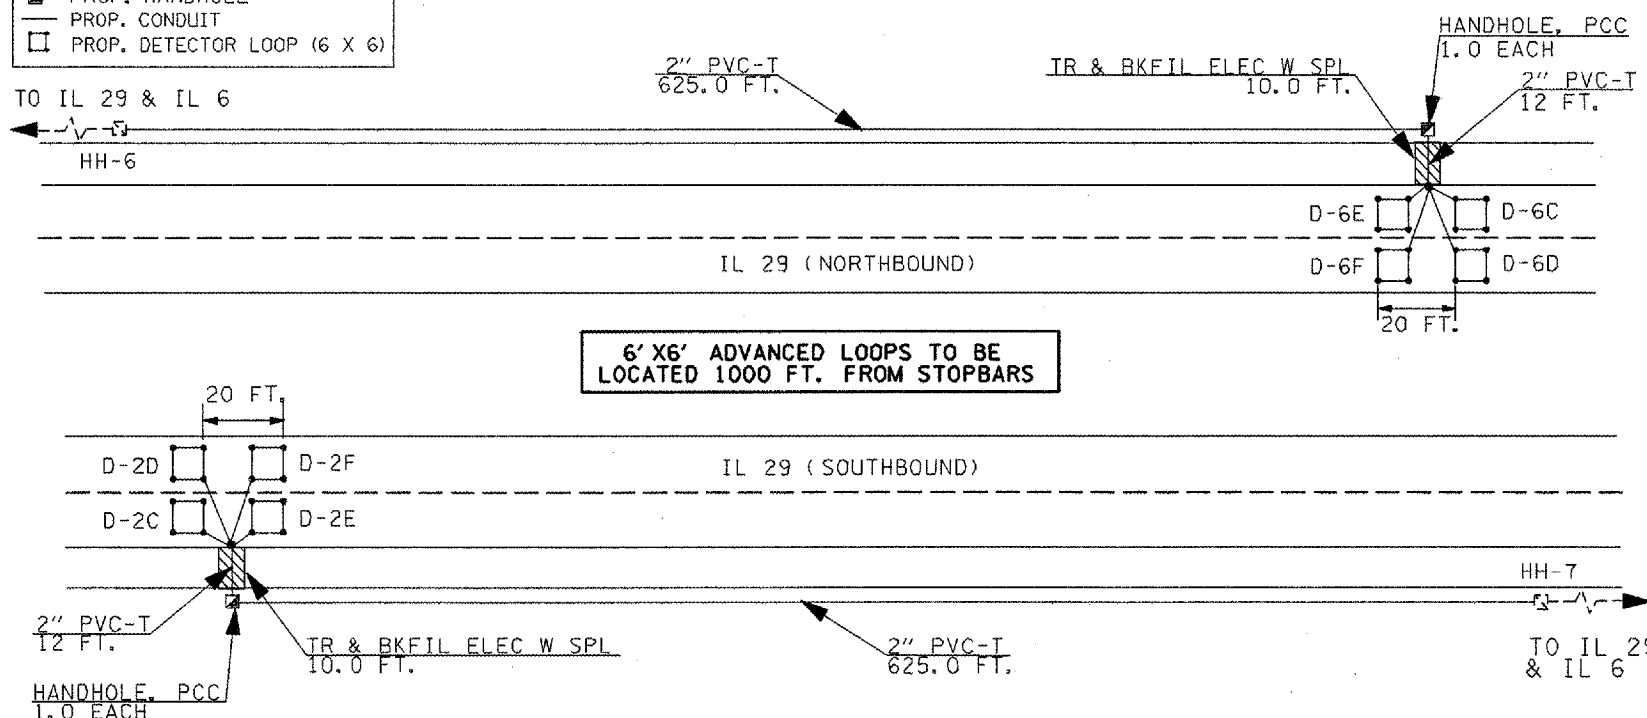 PROP. HANDHOLE
PROP. CONDUIT
PROP. DETECTOR LOOP (6 X 6)
HANDHOLE, PCC
1.0 EACH
2" PVC-T
625.0 FT.
TR & BKFIL ELEC W SPL
10.0 FT.
2" PVC-T
12 FT.
TO IL 29 & IL 6
HH-6
D-6E
D-6C
IL 29 (NORTHBOUND)
D-6F
D-6D
20 FT.
6' X6' ADVANCED LOOPS TO BE
LOCATED 1000 FT. FROM STOPBARS
20 FT.
D-2D
D-2F
IL 29 (SOUTHBOUND)
D-2C
D-2E
HH-7
2" PVC-T
12 FT.
TR & BKFIL ELEC W SPL
10.0 FT.
2" PVC-T
625.0 FT.
TO IL 29
& IL 6
HANDHOLE, PCC
1.0 EACH